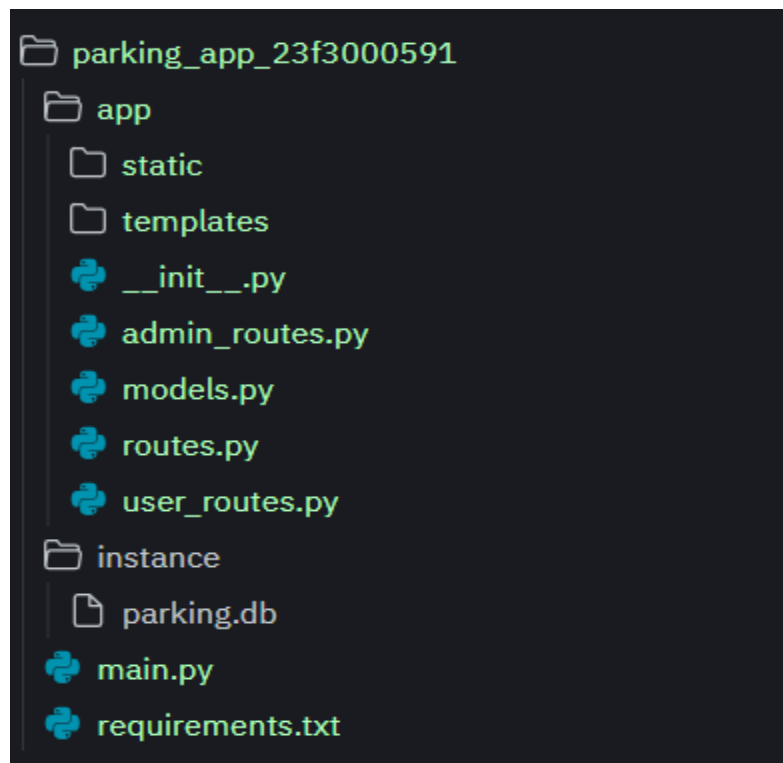 parking_app_23f3000591
app
static
templates
__init__.py
admin_routes.py
models.py
routes.py
user_routes.py
instance
parking.db
main.py
requirements.txt